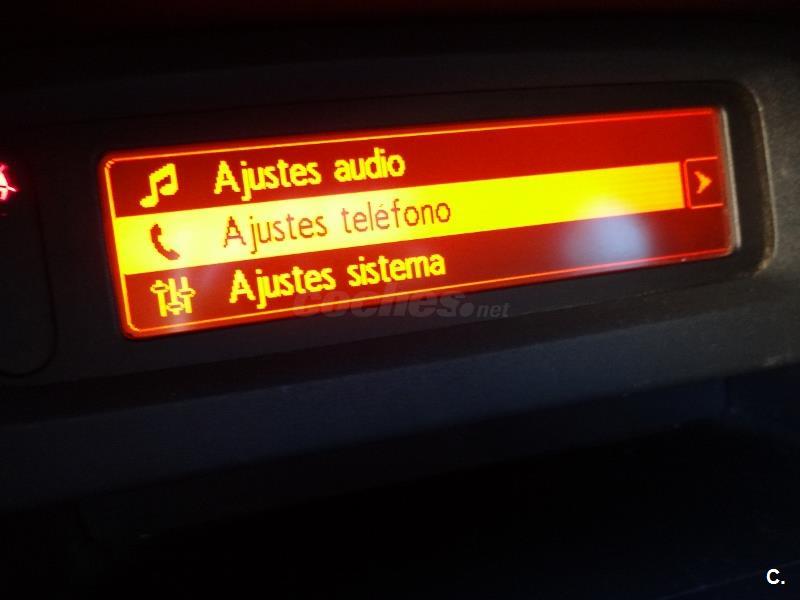 Ajustes audio
Ajustes teléfono
Ajustes sistema
coches.net
C.